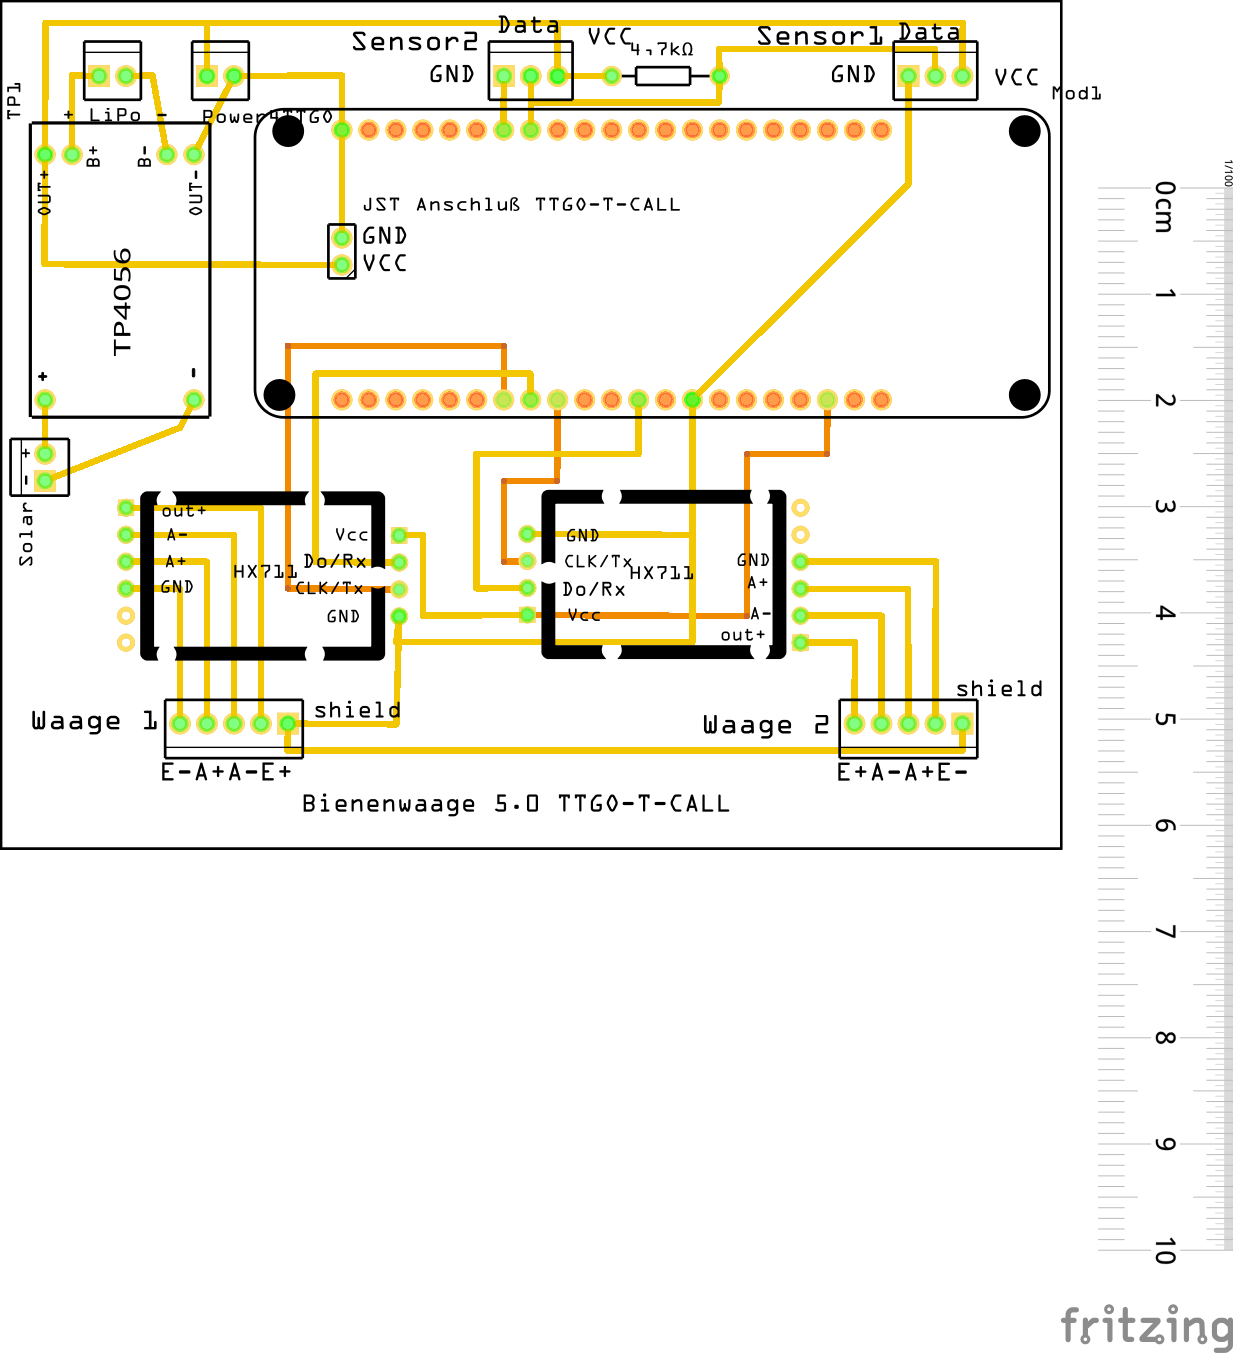 Data
Sensor2
VCC
4,7kΩ
Sensor1
Data
GND
GND
VCC
Mod1
TP1
+ LiPo -
Power4TTGO
B+
B-
OUT+
OUT-
JST Anschluß TTGO-T-CALL
GND
VCC
TP4056
+
-
+
-
Solar
out+
A-
A+
GND
HX711
Vcc
Do/Rx
CLK/Tx
GND
GND
CLK/Tx
Do/Rx
Vcc
HX711
GND
A+
A-
out+
Waage 1
shield
E-A+A-E+
Waage 2
shield
E+A-A+E-
Bienenwaage 5.0 TTGO-T-CALL
1/100
0cm
1
2
3
4
5
6
7
8
9
10
fritzing